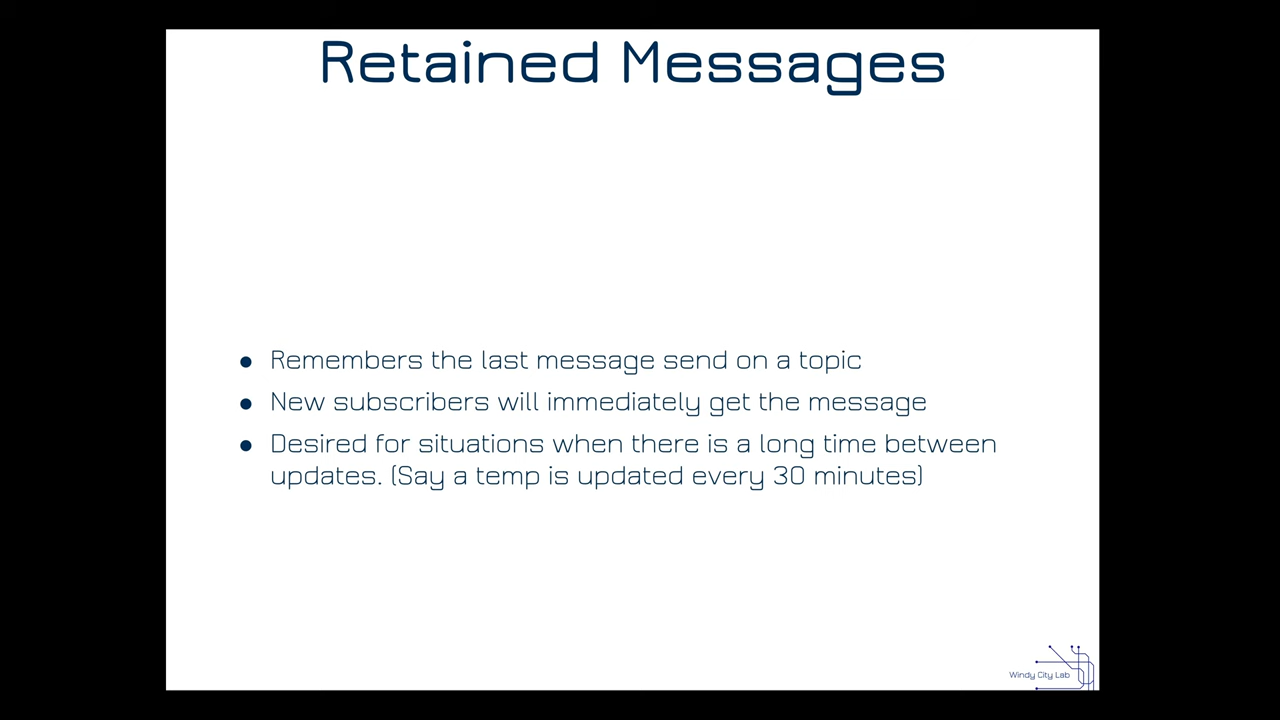 Retained Messages
● Remembers the last message send on a topic
● New subscribers will immediately get the message
● Desired for situations when there is a long time between
updates. (Say a temp is updated every 30 minutes)
Windy City Lab